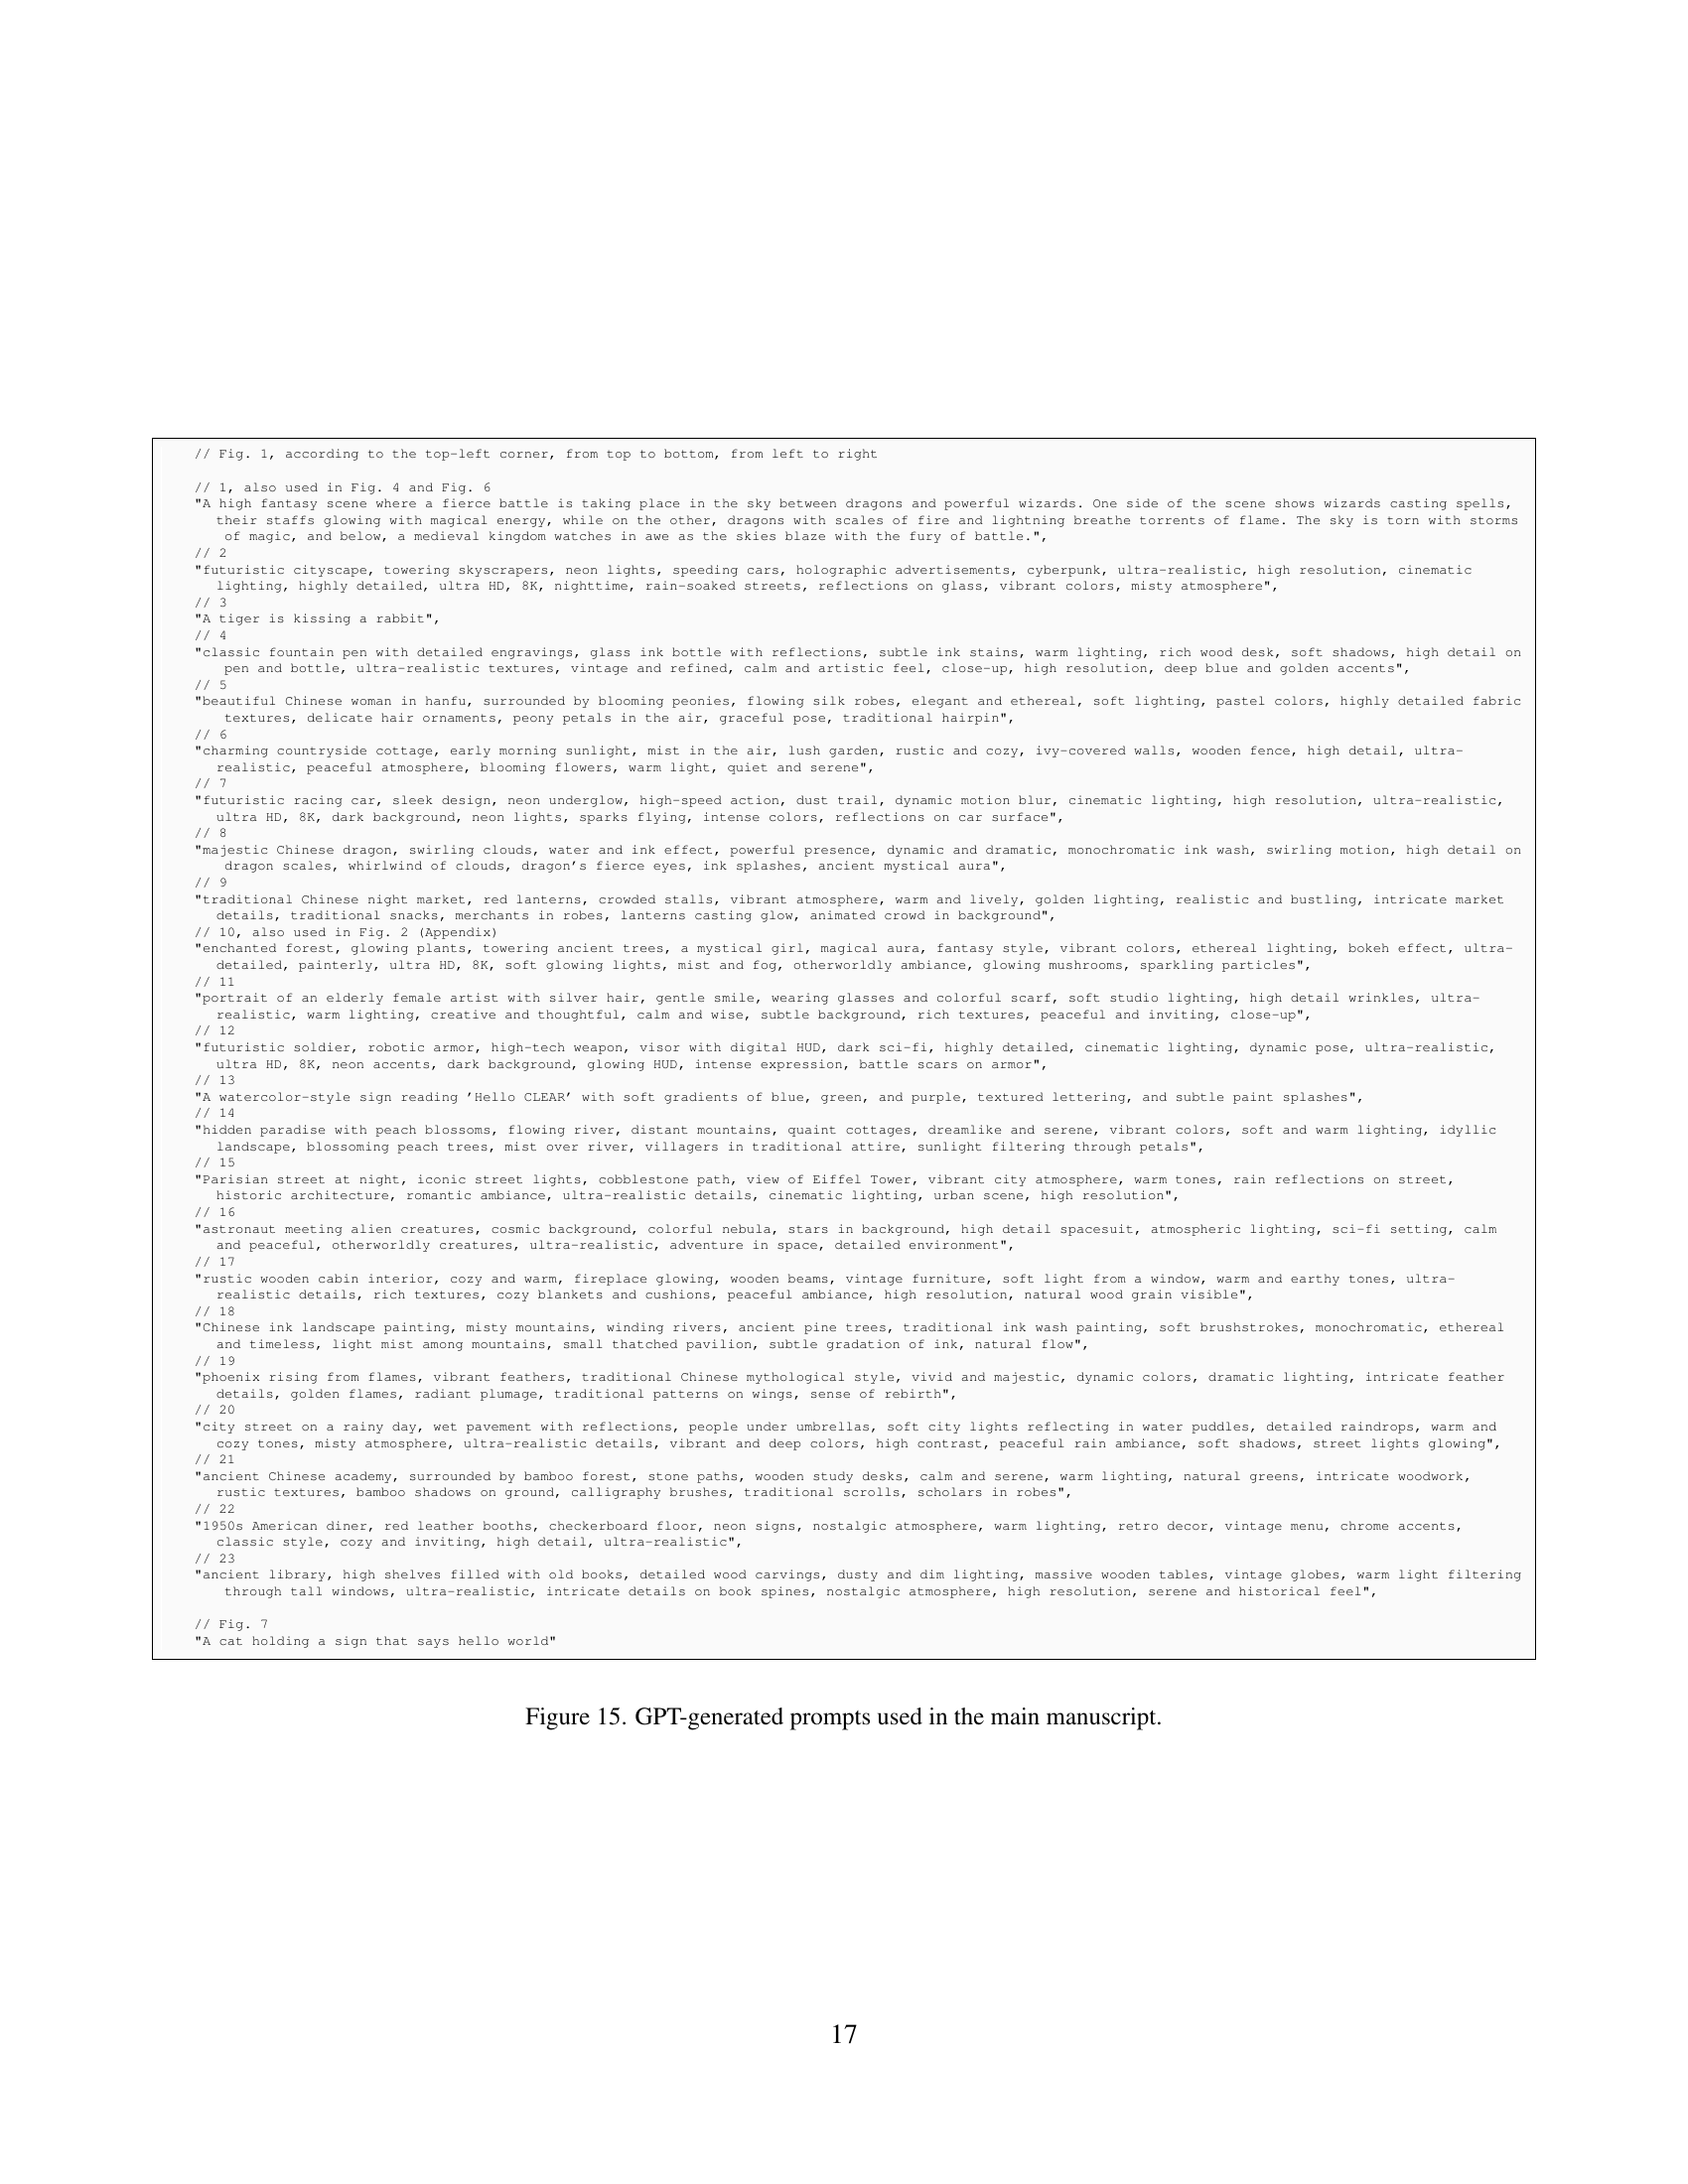 // Fig. 1, according to the top-left corner, from top to bottom, from left to right
// 1, also used in Fig. 4 and Fig. 6
"A high fantasy scene where a fierce battle is taking place in the sky between dragons and powerful wizards. One side of the scene shows wizards casting spells,
their staffs glowing with magical energy, while on the other, dragons with scales of fire and lightning breathe torrents of flame. The sky is torn with storms
of magic, and below, a medieval kingdom watches in awe as the skies blaze with the fury of battle.",
// 2
"futuristic cityscape, towering skyscrapers, neon lights, speeding cars, holographic advertisements, cyberpunk, ultra-realistic, high resolution, cinematic
lighting, highly detailed, ultra HD, 8K, nighttime, rain-soaked streets, reflections on glass, vibrant colors, misty atmosphere",
// 3
"A tiger is kissing a rabbit",
// 4
"classic fountain pen with detailed engravings, glass ink bottle with reflections, subtle ink stains, warm lighting, rich wood desk, soft shadows, high detail on
pen and bottle, ultra-realistic textures, vintage and refined, calm and artistic feel, close-up, high resolution, deep blue and golden accents",
// 5
"beautiful Chinese woman in hanfu, surrounded by blooming peonies, flowing silk robes, elegant and ethereal, soft lighting, pastel colors, highly detailed fabric
textures, delicate hair ornaments, peony petals in the air, graceful pose, traditional hairpin",
// 6
"charming countryside cottage, early morning sunlight, mist in the air, lush garden, rustic and cozy, ivy-covered walls, wooden fence, high detail, ultra-
realistic, peaceful atmosphere, blooming flowers, warm light, quiet and serene",
// 7
"futuristic racing car, sleek design, neon underglow, high-speed action, dust trail, dynamic motion blur, cinematic lighting, high resolution, ultra-realistic,
ultra HD, 8K, dark background, neon lights, sparks flying, intense colors, reflections on car surface",
// 8
"majestic Chinese dragon, swirling clouds, water and ink effect, powerful presence, dynamic and dramatic, monochromatic ink wash, swirling motion, high detail on
dragon scales, whirlwind of clouds, dragon's fierce eyes, ink splashes, ancient mystical aura",
// 9
"traditional Chinese night market, red lanterns, crowded stalls, vibrant atmosphere, warm and lively, golden lighting, realistic and bustling, intricate market
details, traditional snacks, merchants in robes, lanterns casting glow, animated crowd in background",
// 10, also used in Fig. 2 (Appendix)
"enchanted forest, glowing plants, towering ancient trees, a mystical girl, magical aura, fantasy style, vibrant colors, ethereal lighting, bokeh effect, ultra-
detailed, painterly, ultra HD, 8K, soft glowing lights, mist and fog, otherworldly ambiance, glowing mushrooms, sparkling particles",
// 11
"portrait of an elderly female artist with silver hair, gentle smile, wearing glasses and colorful scarf, soft studio lighting, high detail wrinkles, ultra-
realistic, warm lighting, creative and thoughtful, calm and wise, subtle background, rich textures, peaceful and inviting, close-up",
// 12
"futuristic soldier, robotic armor, high-tech weapon, visor with digital HUD, dark sci-fi, highly detailed, cinematic lighting, dynamic pose, ultra-realistic,
ultra HD, 8K, neon accents, dark background, glowing HUD, intense expression, battle scars on armor",
// 13
"A watercolor-style sign reading 'Hello CLEAR' with soft gradients of blue, green, and purple, textured lettering, and subtle paint splashes",
// 14
"hidden paradise with peach blossoms, flowing river, distant mountains, quaint cottages, dreamlike and serene, vibrant colors, soft and warm lighting, idyllic
landscape, blossoming peach trees, mist over river, villagers in traditional attire, sunlight filtering through petals",
// 15
"Parisian street at night, iconic street lights, cobblestone path, view of Eiffel Tower, vibrant city atmosphere, warm tones, rain reflections on street,
historic architecture, romantic ambiance, ultra-realistic details, cinematic lighting, urban scene, high resolution",
// 16
"astronaut meeting alien creatures, cosmic background, colorful nebula, stars in background, high detail spacesuit, atmospheric lighting, sci-fi setting, calm
and peaceful, otherworldly creatures, ultra-realistic, adventure in space, detailed environment",
// 17
"rustic wooden cabin interior, cozy and warm, fireplace glowing, wooden beams, vintage furniture, soft light from a window, warm and earthy tones, ultra-
realistic details, rich textures, cozy blankets and cushions, peaceful ambiance, high resolution, natural wood grain visible",
// 18
"Chinese ink landscape painting, misty mountains, winding rivers, ancient pine trees, traditional ink wash painting, soft brushstrokes, monochromatic, ethereal
and timeless, light mist among mountains, small thatched pavilion, subtle gradation of ink, natural flow",
// 19
"phoenix rising from flames, vibrant feathers, traditional Chinese mythological style, vivid and majestic, dynamic colors, dramatic lighting, intricate feather
details, golden flames, radiant plumage, traditional patterns on wings, sense of rebirth",
// 20
"city street on a rainy day, wet pavement with reflections, people under umbrellas, soft city lights reflecting in water puddles, detailed raindrops, warm and
cozy tones, misty atmosphere, ultra-realistic details, vibrant and deep colors, high contrast, peaceful rain ambiance, soft shadows, street lights glowing",
// 21
"ancient Chinese academy, surrounded by bamboo forest, stone paths, wooden study desks, calm and serene, warm lighting, natural greens, intricate woodwork,
rustic textures, bamboo shadows on ground, calligraphy brushes, traditional scrolls, scholars in robes",
// 22
"1950s American diner, red leather booths, checkerboard floor, neon signs, nostalgic atmosphere, warm lighting, retro decor, vintage menu, chrome accents,
classic style, cozy and inviting, high detail, ultra-realistic",
// 23
"ancient library, high shelves filled with old books, detailed wood carvings, dusty and dim lighting, massive wooden tables, vintage globes, warm light filtering
through tall windows, ultra-realistic, intricate details on book spines, nostalgic atmosphere, high resolution, serene and historical feel",
// Fig. 7
"A cat holding a sign that says hello world"
Figure 15. GPT-generated prompts used in the main manuscript.
17